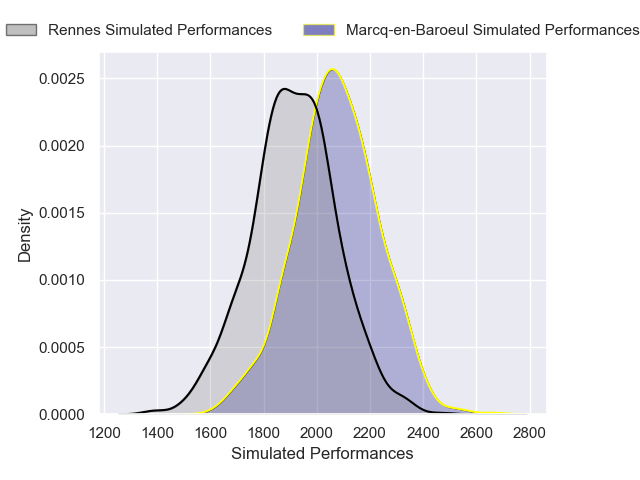 Rennes Simulated Performances
Marcq-en-Baroeul Simulated Performances
0.0025
0.0020
0.0015
0.0010
0.0005
0.0000
Density
1200 1400 1600 1800 2000 2200 2400 2600 2800
Simulated Performances